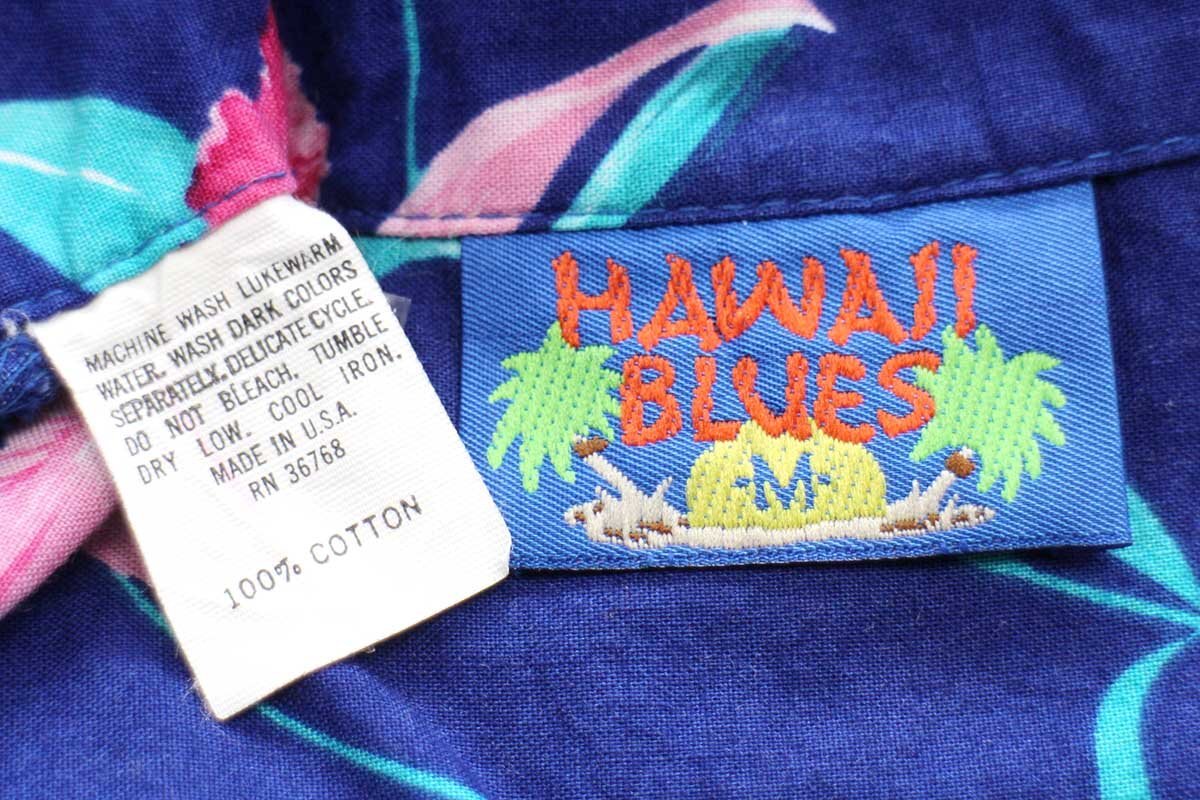 MACHINE WASH LUKEWARM
WATER. WASH DARK COLORS
SEPARATELY. DELICATE CYCLE.
DO NOT BLEACH. TUMBLE
DRY LOW. COOL IRON.
MADE IN U.S.A.
RN 36768
100% COTTON
HAWAII
BLUES
M